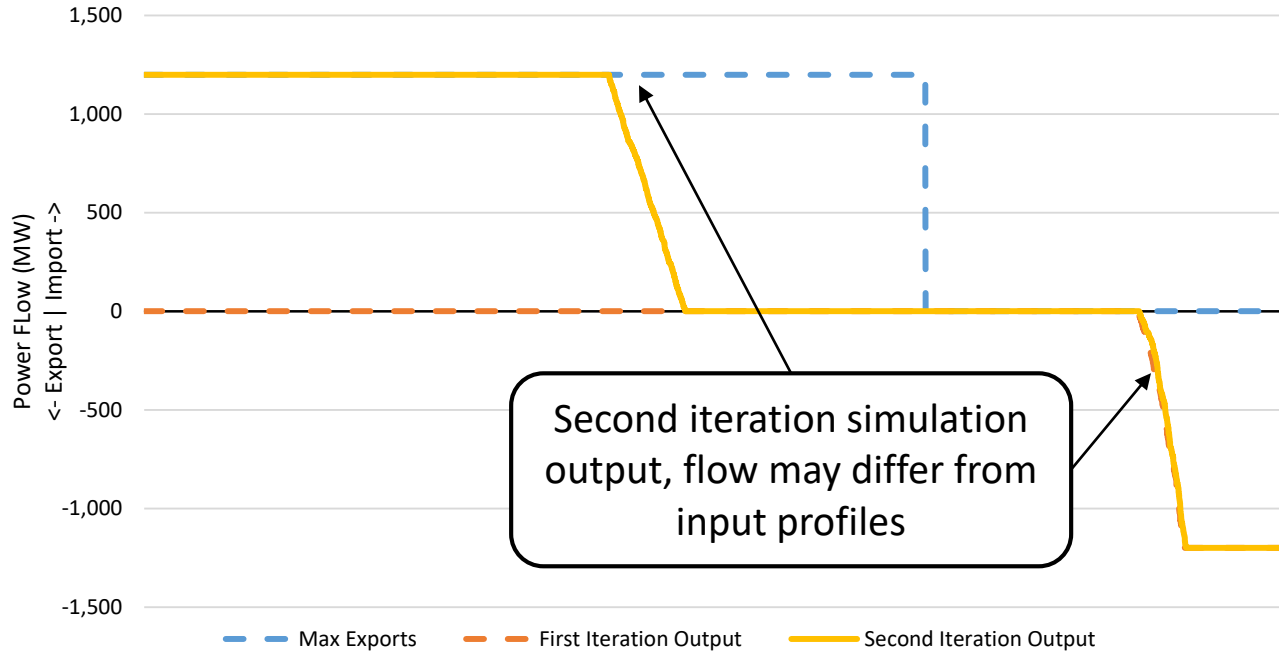 1,500
1,000
500
0
-500
-1,000
-1,500
Power FLow (MW)
<- Export | Import ->
Second iteration simulation
output, flow may differ from
input profiles
Max Exports First Iteration Output Second Iteration Output